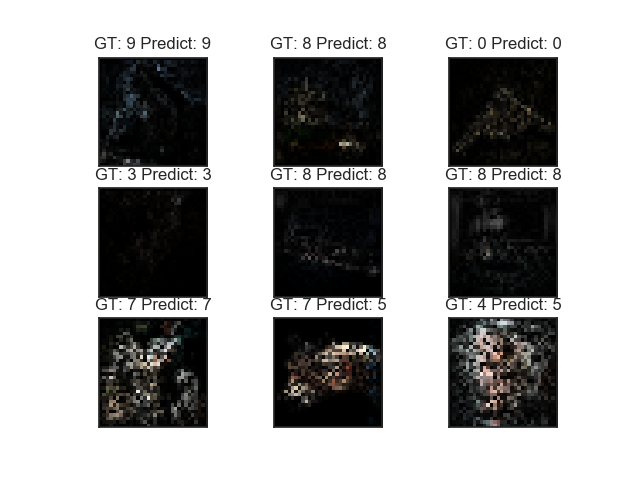 GT: 9 Predict: 9
GT: 8 Predict: 8
GT: 0 Predict: 0
GT: 3 Predict: 3
GT: 8 Predict: 8
GT: 8 Predict: 8
GT: 7 Predict: 7
GT: 7 Predict: 5
GT: 4 Predict: 5